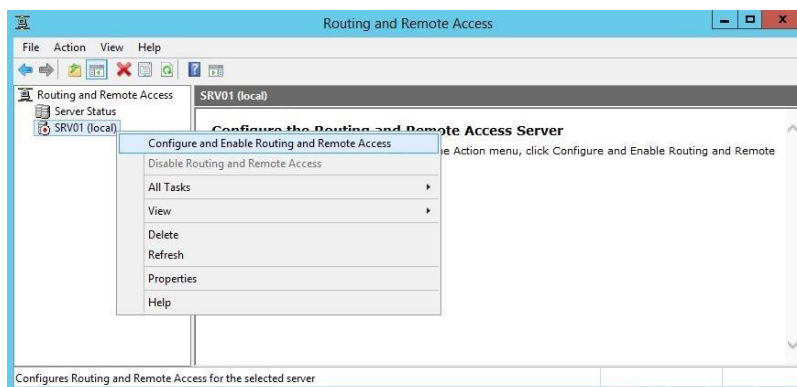 Routing and Remote Access
File Action View Help
Routing and Remote Access
Server Status
SRV01 (local)
SRV01 (local)
Configure the Routing and Remote Access Server
e Action menu, click Configure and Enable Routing and Remote
Configure and Enable Routing and Remote Access
Disable Routing and Remote Access
All Tasks
View
Delete
Refresh
Properties
Help
Configures Routing and Remote Access for the selected server